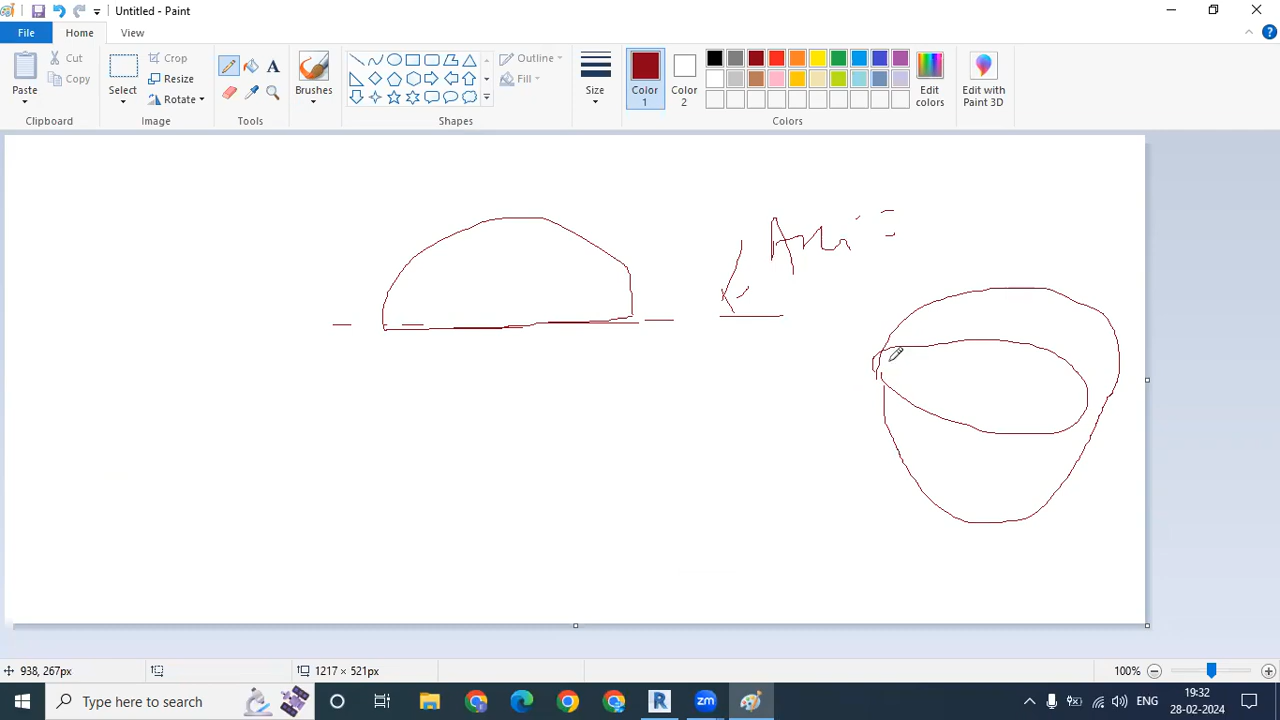 Untitled - Paint
File
Home
View
Paste
Cut
Copy
Clipboard
Select
Crop
Resize
Rotate
Image
A
Tools
Brushes
Outline
Fill
Shapes
Size
Color 1
Color 2
Edit colors
Edit with Paint 3D
Colors
938, 267px
1217 × 521px
100%
Type here to search
R
zm
ENG
19:32
28-02-2024